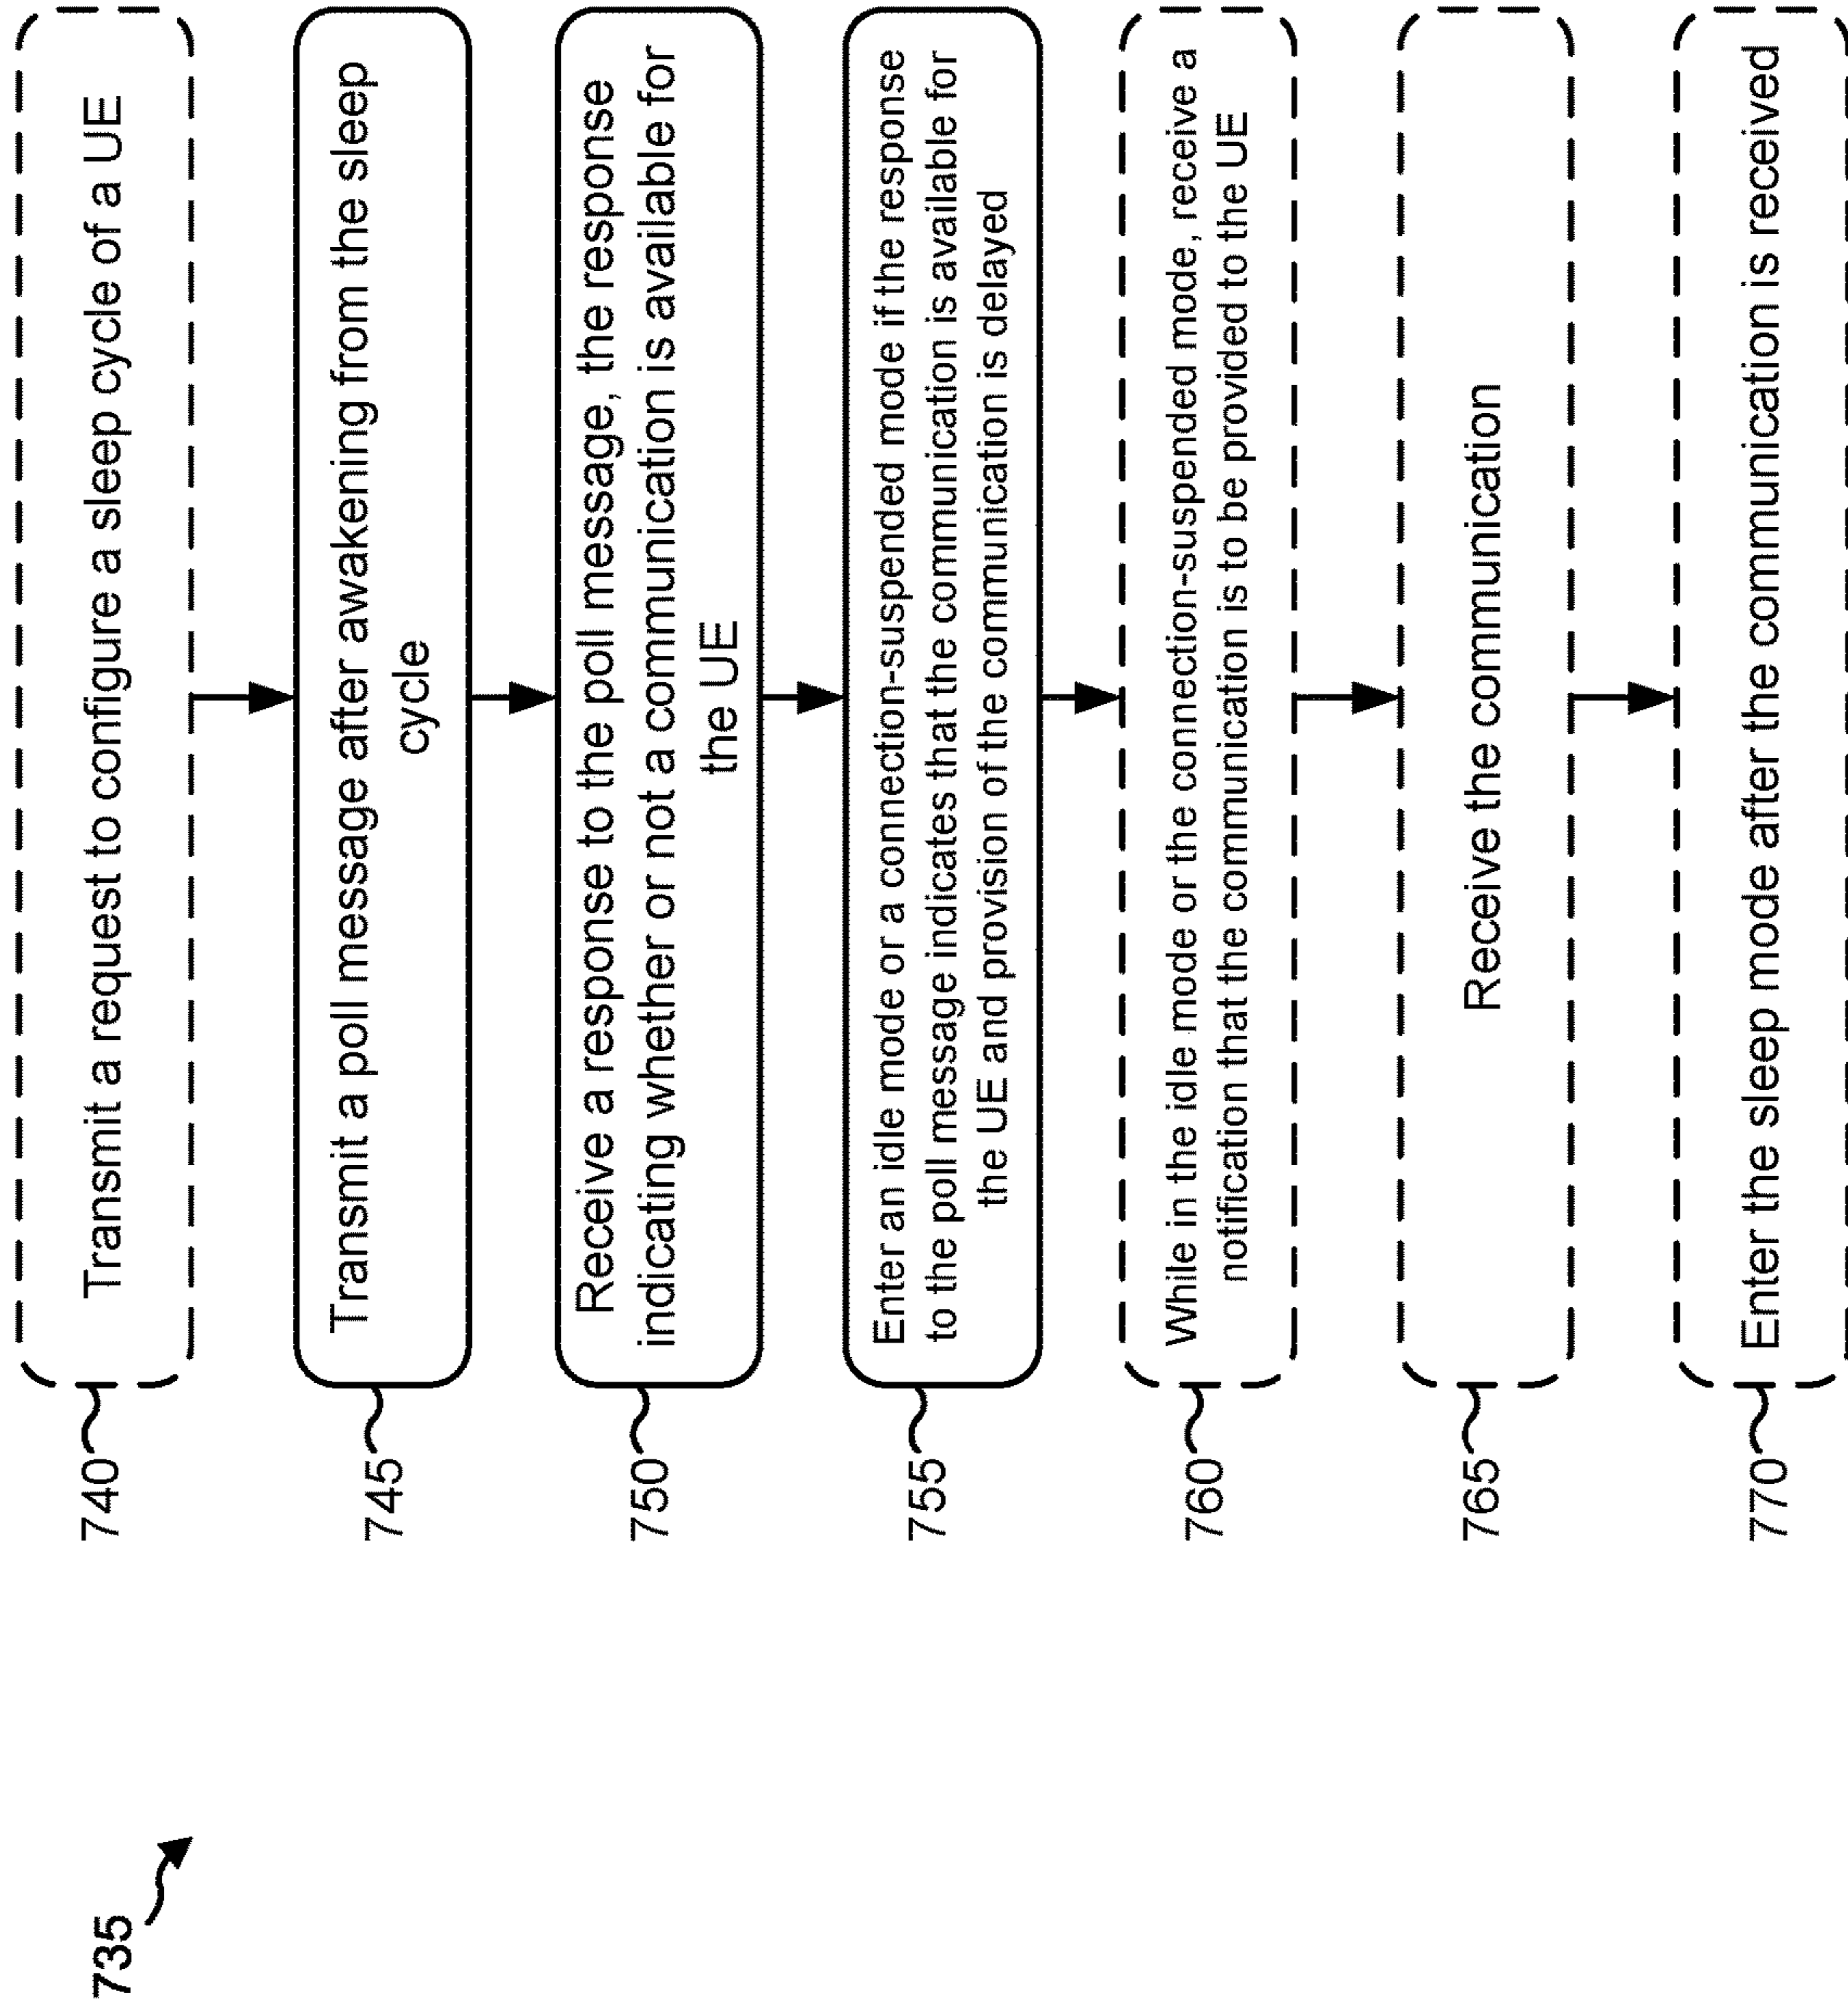 735
740
Transmit a request to configure a sleep cycle of a UE
745
Transmit a poll message after awakening from the sleep
cycle
750
Receive a response to the poll message, the response
indicating whether or not a communication is available for
the UE
755
Enter an idle mode or a connection-suspended mode if the response
to the poll message indicates that the communication is available for
the UE and provision of the communication is delayed
760
While in the idle mode or the connection-suspended mode, receive a
notification that the communication is to be provided to the UE
765
Receive the communication
770
Enter the sleep mode after the communication is received